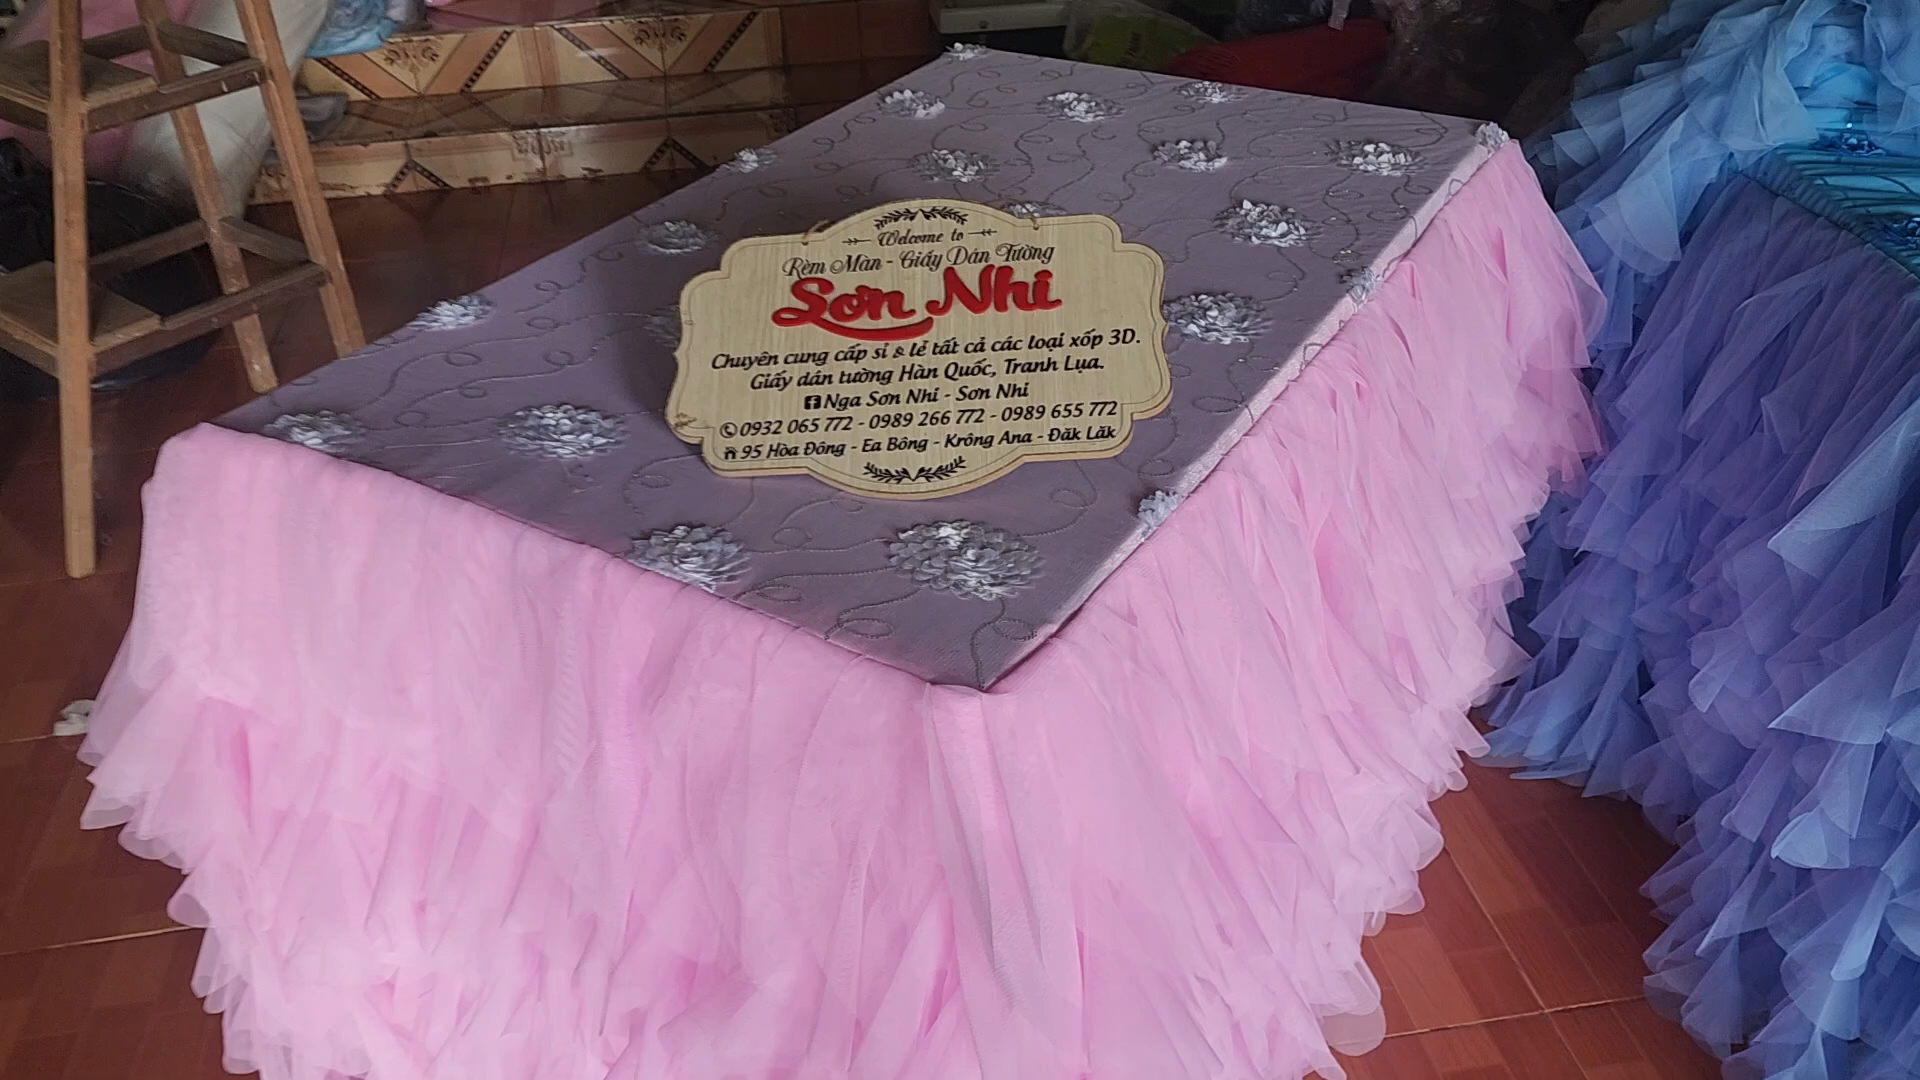 Welcome to
Rèm Màn - Giấy Dán Tường
Sơn Nhi
Chuyên cung cấp sỉ & lẻ tất cả các loại xốp 3D.
Giấy dán tường Hàn Quốc, Tranh Lụa.
Nga Sơn Nhi - Sơn Nhi
0932 065 772 - 0989 266 772 - 0989 655 772
95 Hòa Đông - Ea Bông - Krông Ana - Đăk Lăk